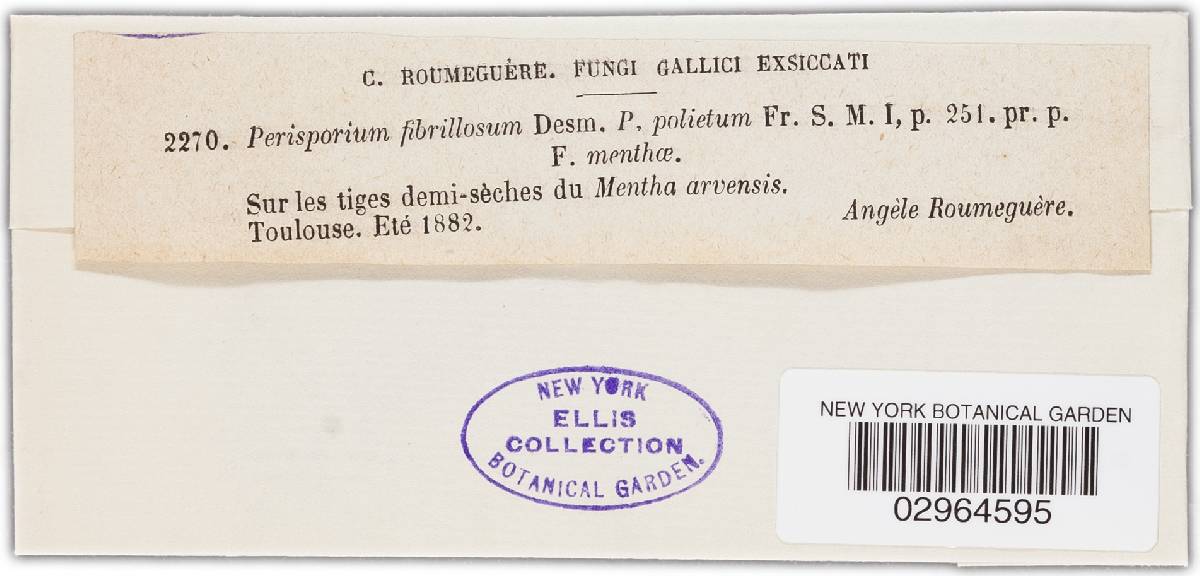 C. ROUMEGUÈRE. FUNGI GALLICI EXSICCATI
2270. Perisporium fibrillosum Desm. P. polietum Fr. S. M. I, p. 251. pr. p.
F. menthæ.
Sur les tiges demi-sèches du Mentha arvensis.
Toulouse. Eté 1882.
Angèle Roumeguère.
NEW YORK
ELLIS
COLLECTION
BOTANICAL GARDEN.
NEW YORK BOTANICAL GARDEN
02964595